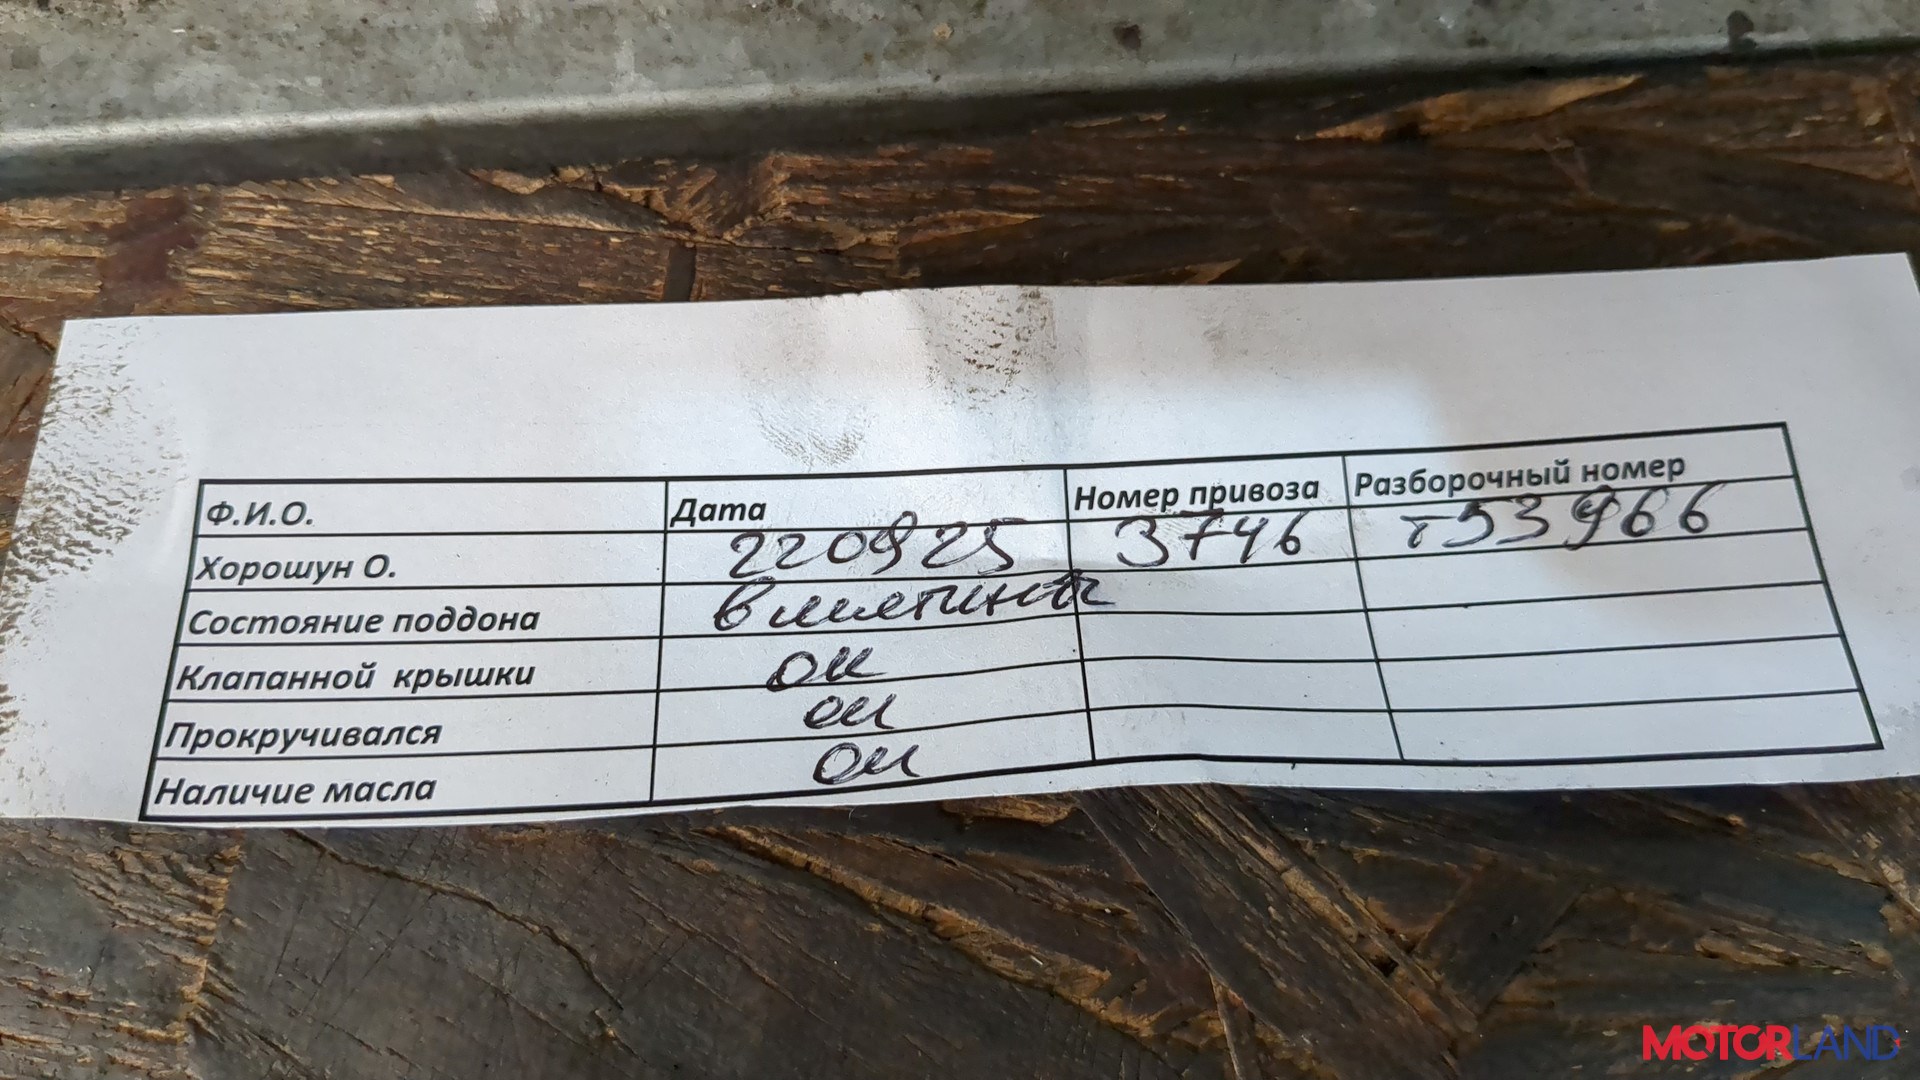 Ф.И.О. Дата Номер привоза Разборочный номер
Хорошун О. 220925 3746 т53966
Состояние поддона вмятины
Клапанной крышки ок
Прокручивался ок
Наличие масла ок
MOTORLAND